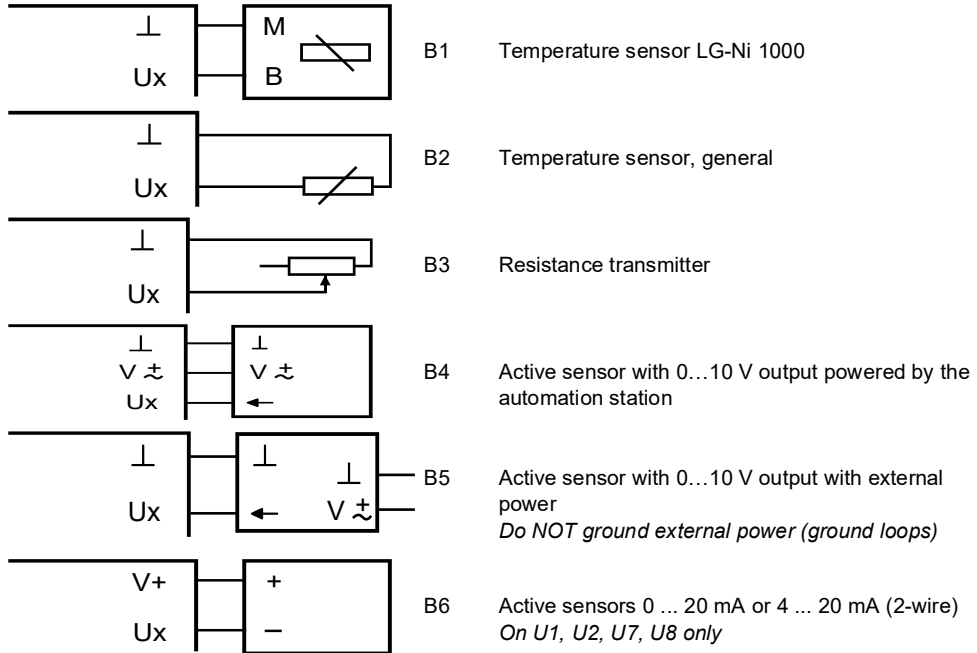 ⊥ M
Ux B
B1 Temperature sensor LG-Ni 1000
⊥
Ux
B2 Temperature sensor, general
⊥
Ux
B3 Resistance transmitter
⊥ ⊥
V ≂± V ≂±
Ux ←
B4 Active sensor with 0…10 V output powered by the
automation station
⊥ ⊥ ⊥
Ux ← V ≂±
B5 Active sensor with 0…10 V output with external
power
Do NOT ground external power (ground loops)
V+ +
Ux –
B6 Active sensors 0 ... 20 mA or 4 ... 20 mA (2-wire)
On U1, U2, U7, U8 only